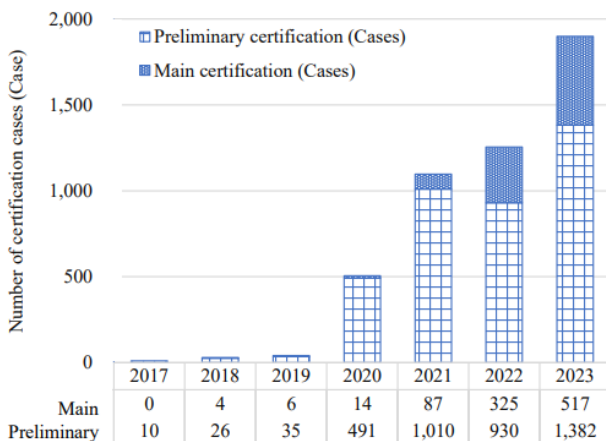 Number of certification cases (Case)
2,000
1,500
1,000
500
0
Preliminary certification (Cases)
Main certification (Cases)
2017 2018 2019 2020 2021 2022 2023
Main 0 4 6 14 87 325 517
Preliminary 10 26 35 491 1,010 930 1,382